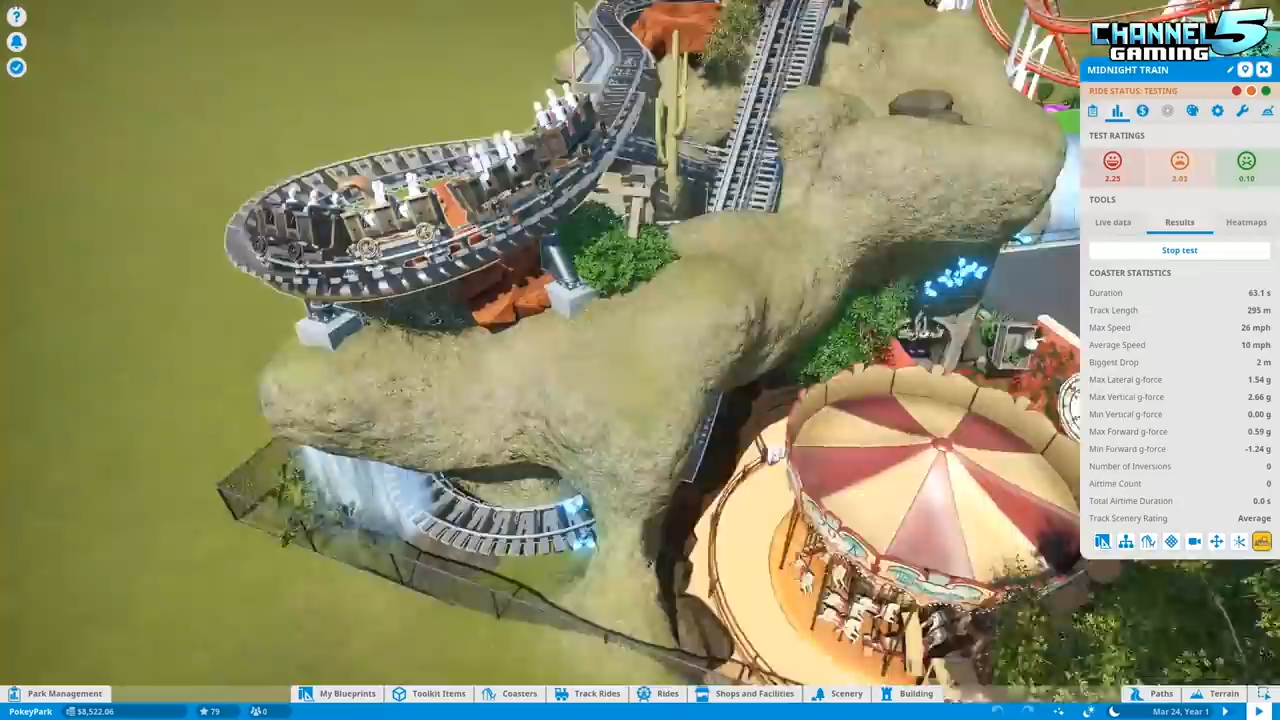 CHANNEL 5
GAMING
MIDNIGHT TRAIN
RIDE STATUS: TESTING
TEST RATINGS
2.25 2.03 0.10
TOOLS
Live data Results Heatmaps
Stop test
COASTER STATISTICS
Duration 63.1 s
Track Length 295 m
Max Speed 26 mph
Average Speed 10 mph
Biggest Drop 2 m
Max Lateral g-force 1.54 g
Max Vertical g-force 2.66 g
Min Vertical g-force 0.00 g
Max Forward g-force 0.59 g
Min Forward g-force -1.24 g
Number of Inversions 0
Airtime Count 0
Total Airtime Duration 0.0 s
Track Scenery Rating Average
Park Management My Blueprints Toolkit Items Coasters Track Rides Rides Shops and Facilities Scenery Building Paths Terrain
PokeyPark $8,522.06 79 0 Mar 24, Year 1